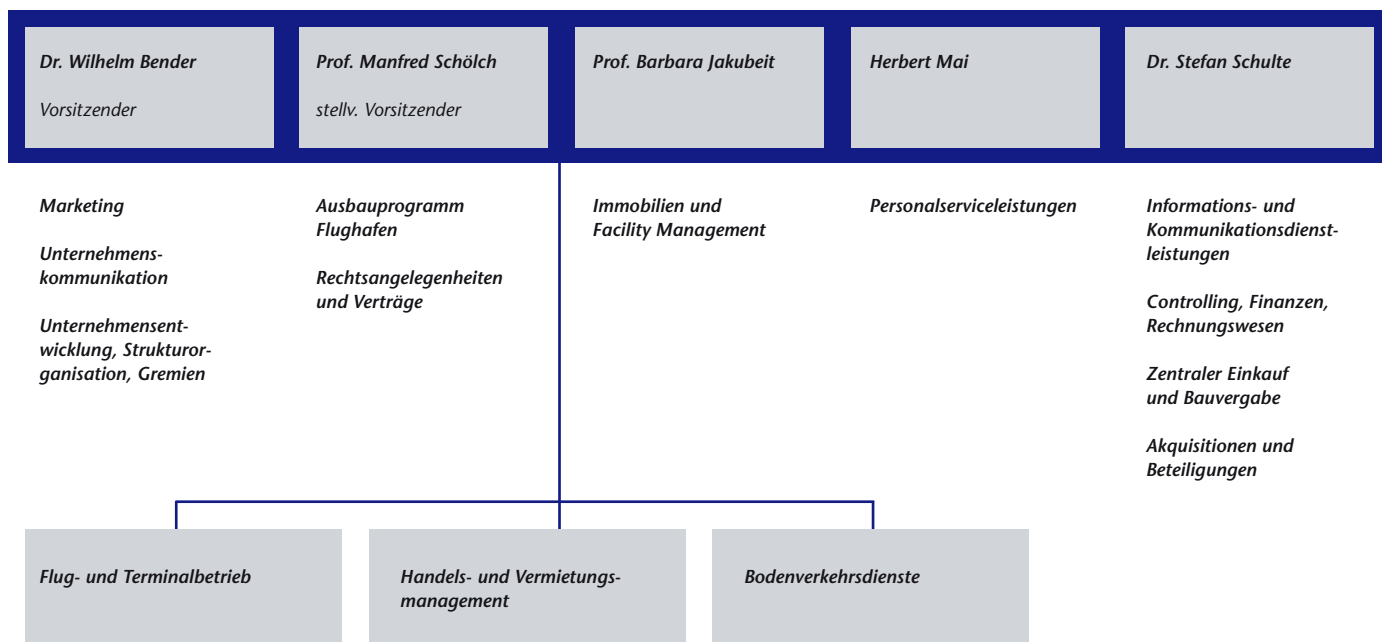 Dr. Wilhelm Bender
Vorsitzender
Prof. Manfred Schölch
stellv. Vorsitzender
Prof. Barbara Jakubeit
Herbert Mai
Dr. Stefan Schulte
Marketing
Unternehmens-
kommunikation
Unternehmensent-
wicklung, Strukturor-
ganisation, Gremien
Ausbauprogramm
Flughafen
Rechtsangelegenheiten
und Verträge
Immobilien und
Facility Management
Personalserviceleistungen
Informations- und
Kommunikationsdienst-
leistungen
Controlling, Finanzen,
Rechnungswesen
Zentraler Einkauf
und Bauvergabe
Akquisitionen und
Beteiligungen
Flug- und Terminalbetrieb
Handels- und Vermietungs-
management
Bodenverkehrsdienste